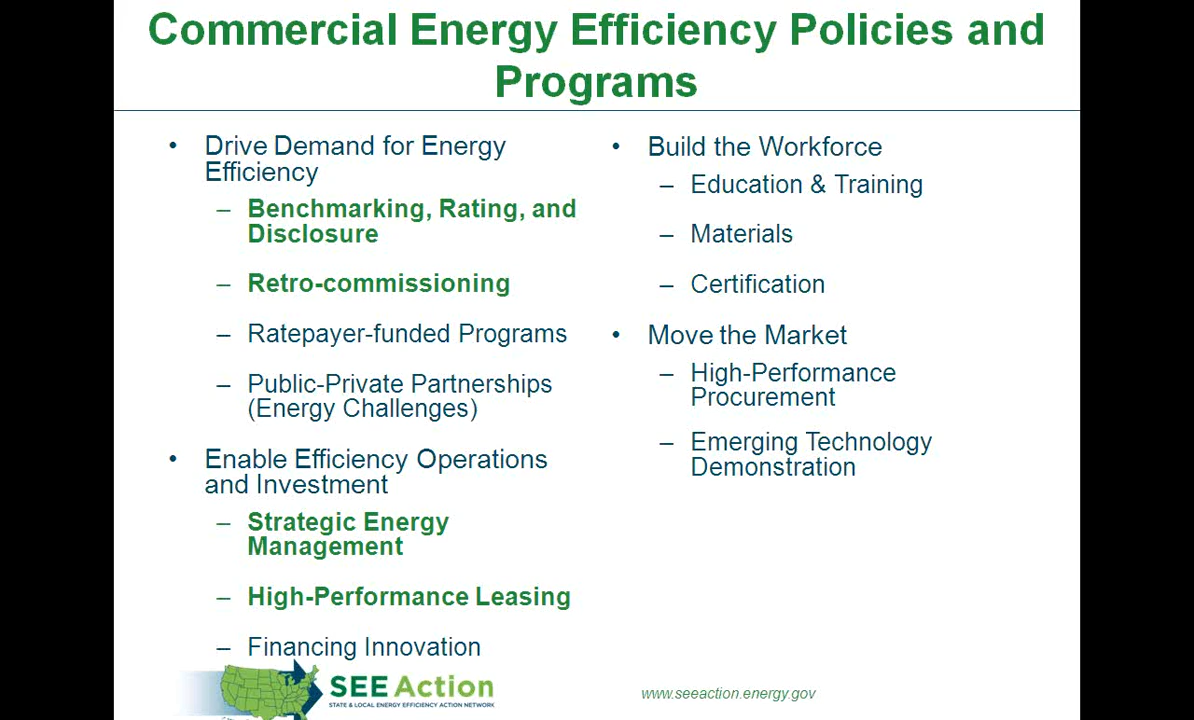 Commercial Energy Efficiency Policies and
Programs
• Drive Demand for Energy
Efficiency
– Benchmarking, Rating, and
Disclosure
– Retro-commissioning
– Ratepayer-funded Programs
– Public-Private Partnerships
(Energy Challenges)
• Enable Efficiency Operations
and Investment
– Strategic Energy
Management
– High-Performance Leasing
– Financing Innovation
• Build the Workforce
– Education & Training
– Materials
– Certification
• Move the Market
– High-Performance
Procurement
– Emerging Technology
Demonstration
SEE Action
STATE & LOCAL ENERGY EFFICIENCY ACTION NETWORK
www.seeaction.energy.gov